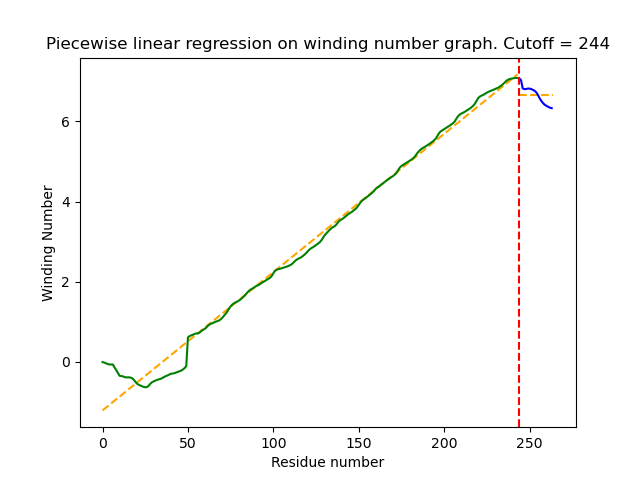 Piecewise linear regression on winding number graph. Cutoff = 244
Winding Number
6
4
2
0
0 50 100 150 200 250
Residue number